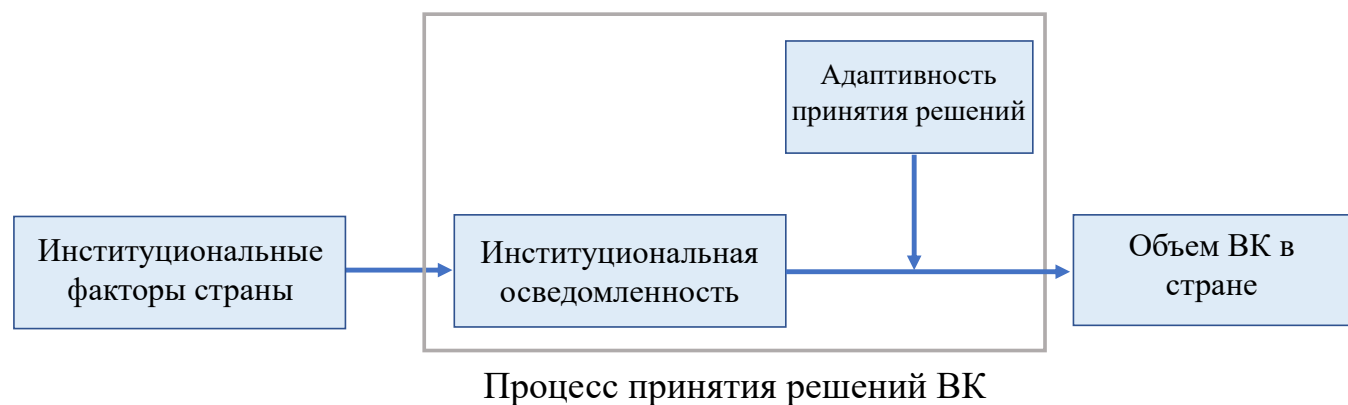 Адаптивность
принятия решений
Институциональные
факторы страны
Институциональная
осведомленность
Объем ВК в
стране
Процесс принятия решений ВК